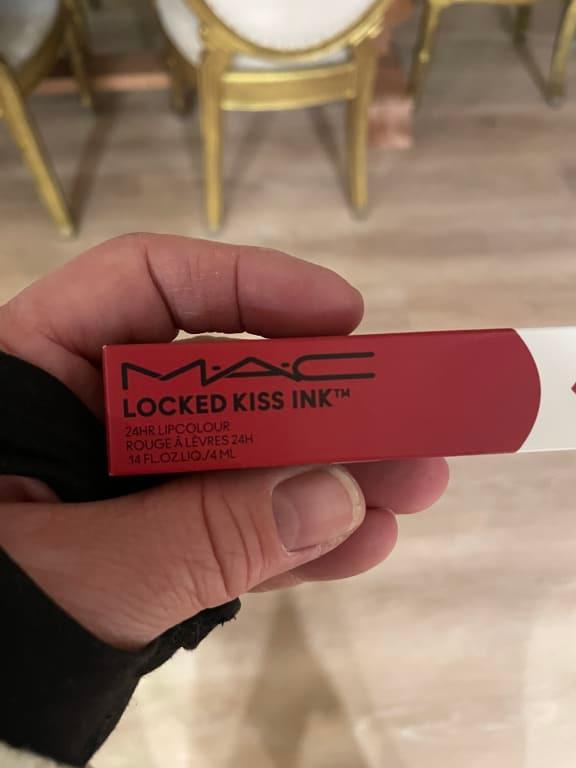 M·A·C
LOCKED KISS INK™
24HR LIPCOLOUR
ROUGE À LÈVRES 24H
.14 FL.OZ.LIQ./4 ML